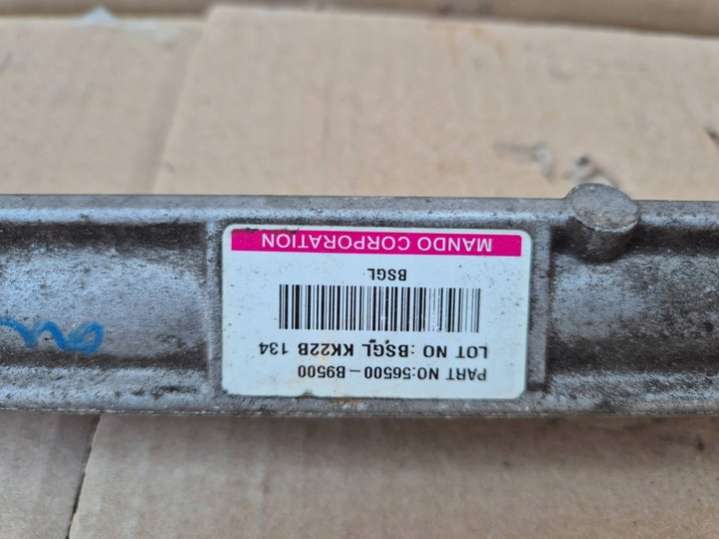 MANDO CORPORATION
BSGL
LOT NO :BSGL KK22B 134
PART NO:56500-B9500